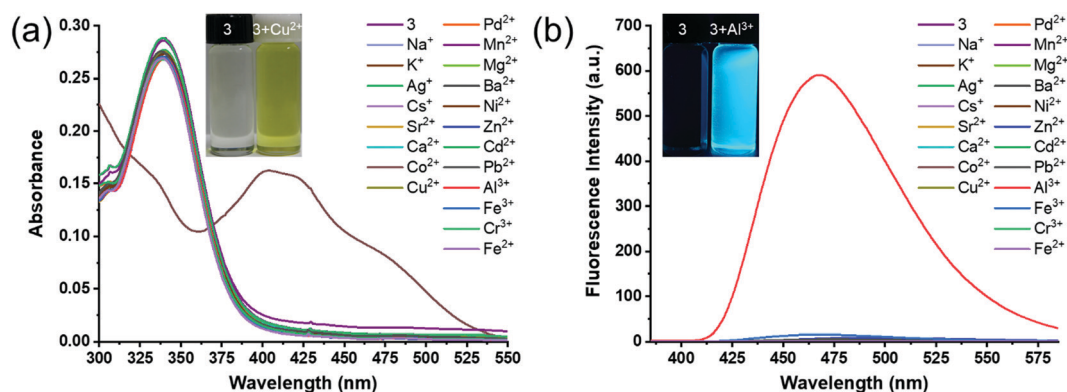 (a)
Absorbance
0.30
0.25
0.20
0.15
0.10
0.05
0.00
300 325 350 375 400 425 450 475 500 525 550
Wavelength (nm)
3 3+Cu²⁺
3 Pd²⁺
Na⁺ Mn²⁺
K⁺ Mg²⁺
Ag⁺ Ba²⁺
Cs⁺ Ni²⁺
Sr²⁺ Zn²⁺
Ca²⁺ Cd²⁺
Co²⁺ Pb²⁺
Cu²⁺ Al³⁺
Fe³⁺
Cr³⁺
Fe²⁺
(b)
Fluorescence Intensity (a.u.)
700
600
500
400
300
200
100
0
400 425 450 475 500 525 550 575
Wavelength (nm)
3 3+Al³⁺
3 Pd²⁺
Na⁺ Mn²⁺
K⁺ Mg²⁺
Ag⁺ Ba²⁺
Cs⁺ Ni²⁺
Sr²⁺ Zn²⁺
Ca²⁺ Cd²⁺
Co²⁺ Pb²⁺
Cu²⁺ Al³⁺
Fe³⁺
Cr³⁺
Fe²⁺